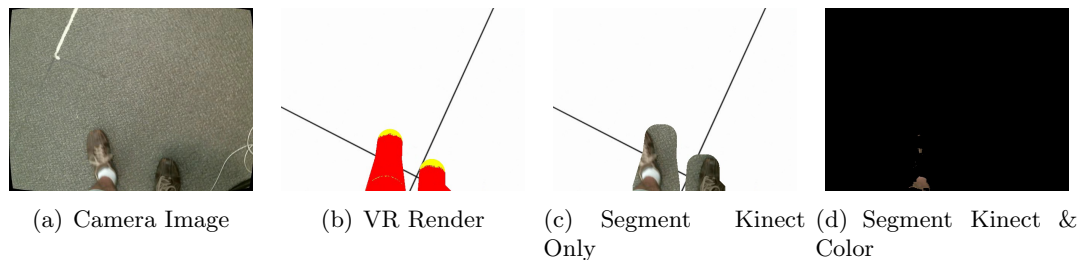 (a) Camera Image
(b) VR Render
(c) Segment Kinect
Only
(d) Segment Kinect &
Color